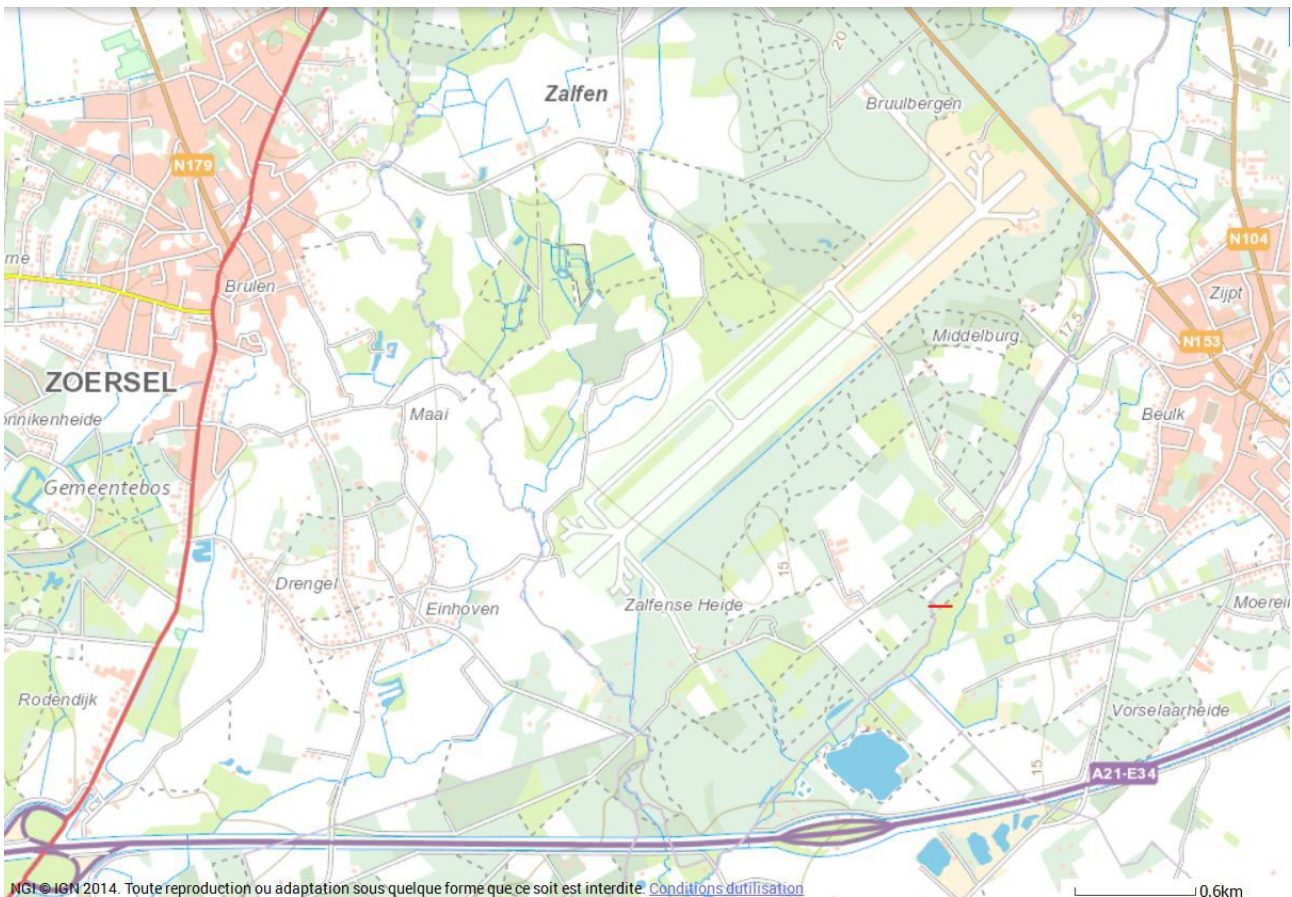 20
Zalfen
Bruulbergen
N179
N104
Brulen
Zijpt
17.5
Middelburg
N153
ZOERSEL
Maai
Beulk
onnikenheide
Gemeentebos
Drengel
15
Einhoven
Zalfense Heide
Moerein
Rodendijk
Vorselaarheide
15
A21-E34
NGI © IGN 2014. Toute reproduction ou adaptation sous quelque forme que ce soit est interdite. Conditions dutilisation
0.6km